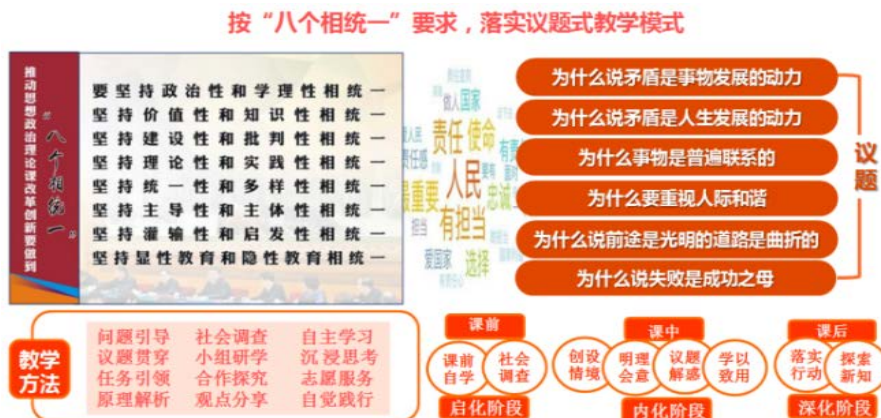 按“八个相统一”要求，落实议题式教学模式
推动思想政治理论课改革创新要做到
“八个相统一”
要坚持政治性和学理性相统一
坚持价值性和知识性相统一
坚持建设性和批判性相统一
坚持理论性和实践性相统一
坚持统一性和多样性相统一
坚持主导性和主体性相统一
坚持灌输性和启发性相统一
坚持显性教育和隐性教育相统一
做人 国家
责任 使命
责任感
人民
最重要
忠诚
有担当
担当
爱国家
选择
为什么说矛盾是事物发展的动力
为什么说矛盾是人生发展的动力
为什么事物是普遍联系的
为什么要重视人际和谐
为什么说前途是光明的道路是曲折的
为什么说失败是成功之母
议题
教学方法
问题引导 社会调查 自主学习
议题贯穿 小组研学 沉浸思考
任务引领 合作探究 志愿服务
原理解析 观点分享 自觉践行
课前
课前自学
社会调查
启化阶段
课中
创设情境
明理会意
议题解惑
学以致用
内化阶段
课后
落实行动
探索新知
深化阶段